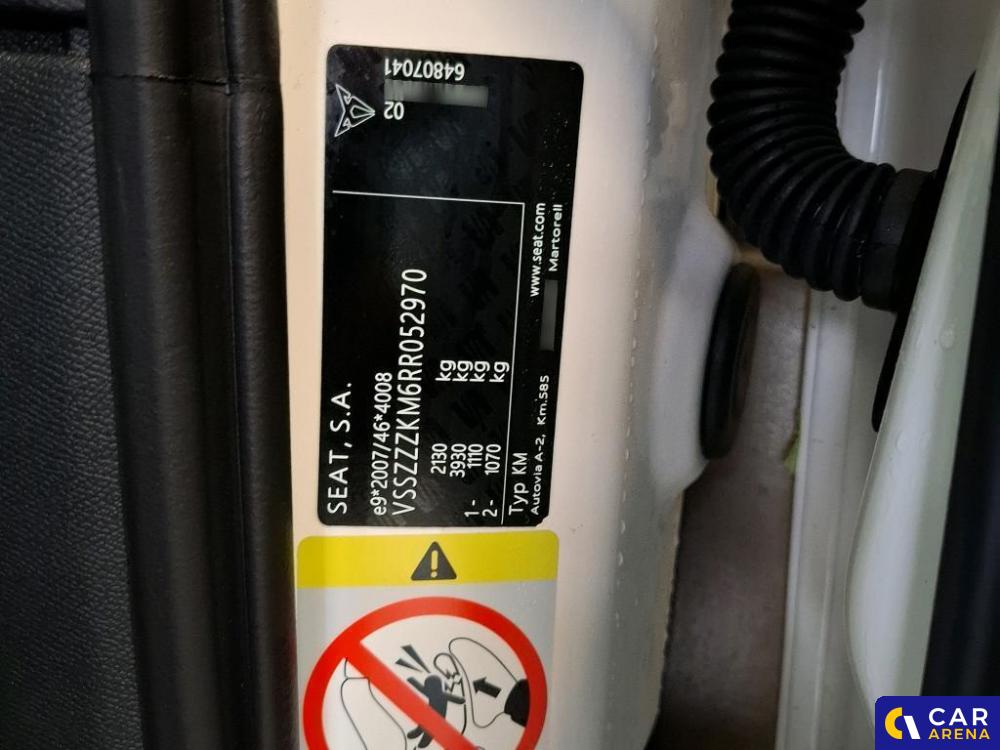 SEAT, S.A.
e9*2007/46*4008
VSSZZZKM6RR052970
2130 kg
3930 kg
1- 1110 kg
2- 1070 kg
Typ KM
www.seat.com
Autovia A-2, Km.585 Martorell
02
64807041
CAR
ARENA